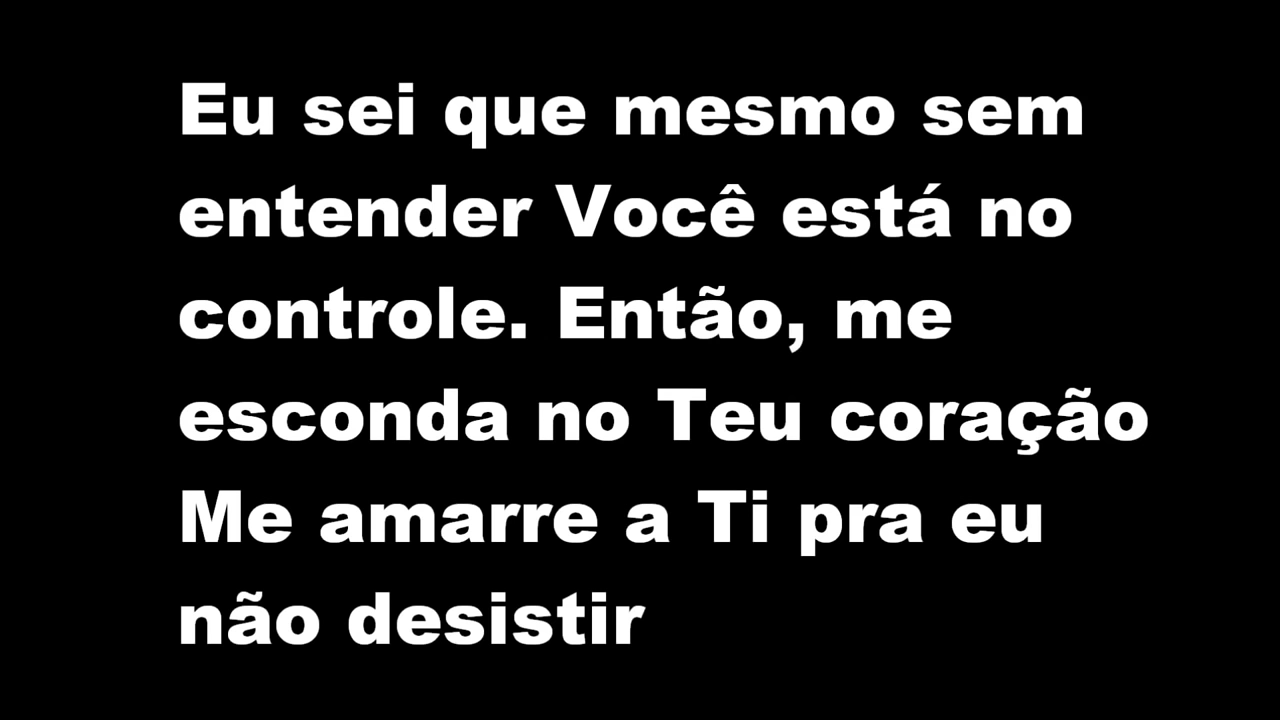 Eu sei que mesmo sem
entender Você está no
controle. Então, me
esconda no Teu coração
Me amarre a Ti pra eu
não desistir